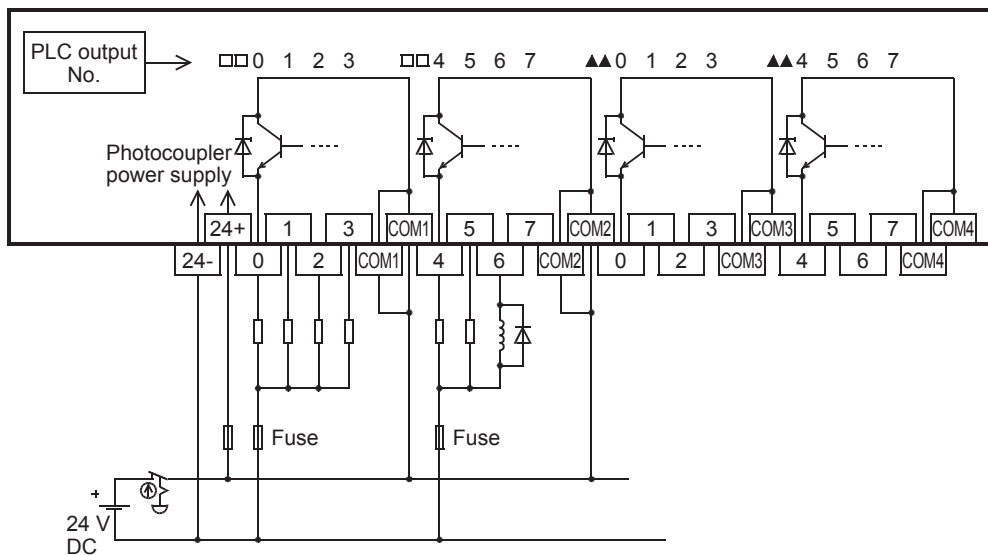 PLC output
No.
□□ 0 1 2 3 □□ 4 5 6 7 ▲▲ 0 1 2 3 ▲▲ 4 5 6 7
Photocoupler
power supply
24+ 1 3 COM1 5 7 COM2 1 3 COM3 5 7 COM4
24- 0 2 COM1 4 6 COM2 0 2 COM3 4 6 COM4
Fuse Fuse
+
24 V
DC